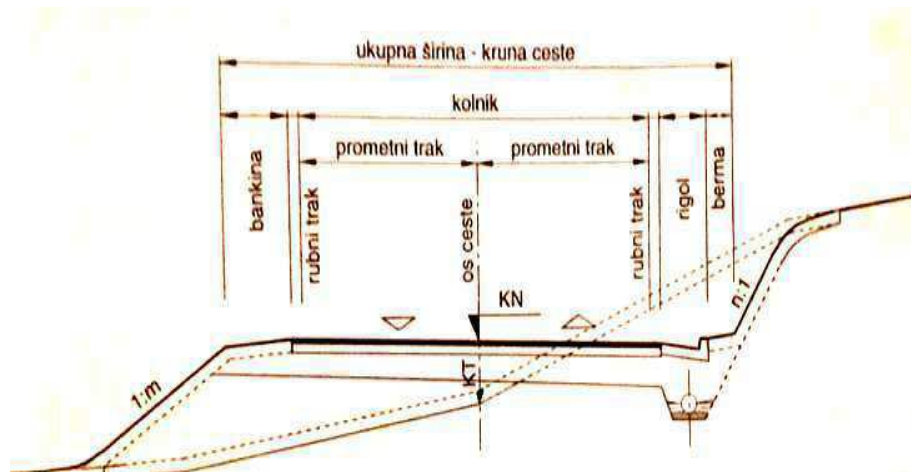 ukupna širina - kruna ceste
kolnik
prometni trak
prometni trak
bankina
rubni trak
os ceste
rubni trak
rigol
berma
KN
n:1
KT
1:m